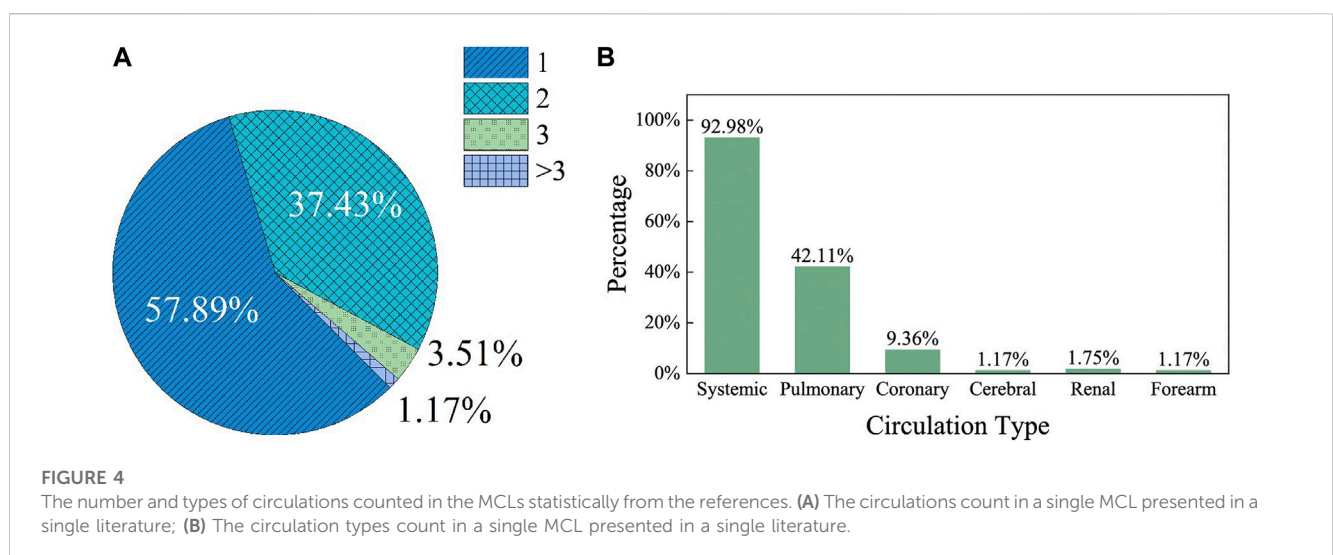 A
1
2
3
>3
37.43%
57.89%
3.51%
1.17%
B
100%
80%
60%
40%
20%
0%
Percentage
92.98%
42.11%
9.36%
1.17%
1.75%
1.17%
Systemic Pulmonary Coronary Cerebral Renal Forearm
Circulation Type
FIGURE 4
The number and types of circulations counted in the MCLs statistically from the references. (A) The circulations count in a single MCL presented in a
single literature; (B) The circulation types count in a single MCL presented in a single literature.